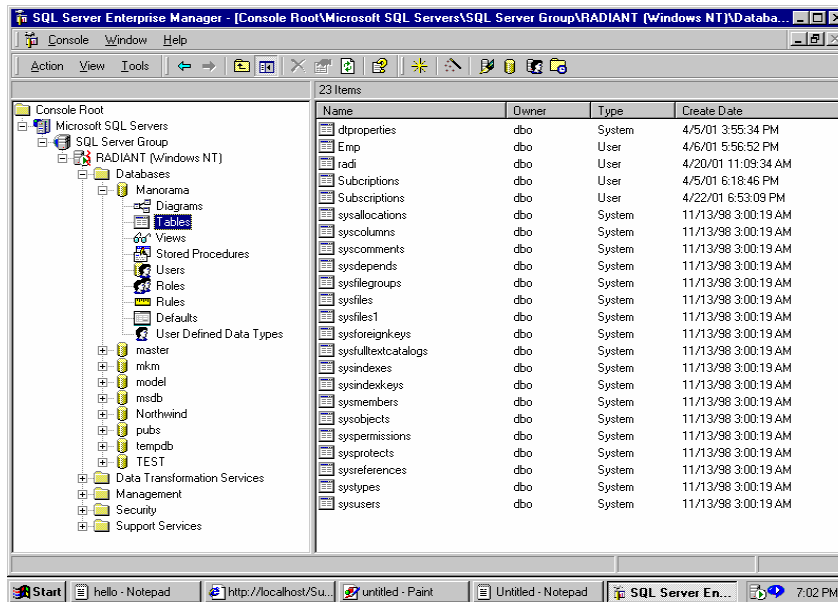 SQL Server Enterprise Manager - [Console Root\Microsoft SQL Servers\SQL Server Group\RADIANT (Windows NT)\Databa...
Console Window Help
Action View Tools
23 Items
Console Root
Microsoft SQL Servers
SQL Server Group
RADIANT (Windows NT)
Databases
Manorama
Diagrams
Tables
Views
Stored Procedures
Users
Roles
Rules
Defaults
User Defined Data Types
master
mkm
model
msdb
Northwind
pubs
tempdb
TEST
Data Transformation Services
Management
Security
Support Services
Name Owner Type Create Date
dtproperties dbo System 4/5/01 3:55:34 PM
Emp dbo User 4/6/01 5:56:52 PM
radi dbo User 4/20/01 11:09:34 AM
Subcriptions dbo User 4/5/01 6:18:46 PM
Subscriptions dbo User 4/22/01 6:53:09 PM
sysallocations dbo System 11/13/98 3:00:19 AM
syscolumns dbo System 11/13/98 3:00:19 AM
syscomments dbo System 11/13/98 3:00:19 AM
sysdepends dbo System 11/13/98 3:00:19 AM
sysfilegroups dbo System 11/13/98 3:00:19 AM
sysfiles dbo System 11/13/98 3:00:19 AM
sysfiles1 dbo System 11/13/98 3:00:19 AM
sysforeignkeys dbo System 11/13/98 3:00:19 AM
sysfulltextcatalogs dbo System 11/13/98 3:00:19 AM
sysindexes dbo System 11/13/98 3:00:19 AM
sysindexkeys dbo System 11/13/98 3:00:19 AM
sysmembers dbo System 11/13/98 3:00:19 AM
sysobjects dbo System 11/13/98 3:00:19 AM
syspermissions dbo System 11/13/98 3:00:19 AM
sysprotects dbo System 11/13/98 3:00:19 AM
sysreferences dbo System 11/13/98 3:00:19 AM
systypes dbo System 11/13/98 3:00:19 AM
sysusers dbo System 11/13/98 3:00:19 AM
Start hello - Notepad http://localhost/Su... untitled - Paint Untitled - Notepad SQL Server En... 7:02 PM